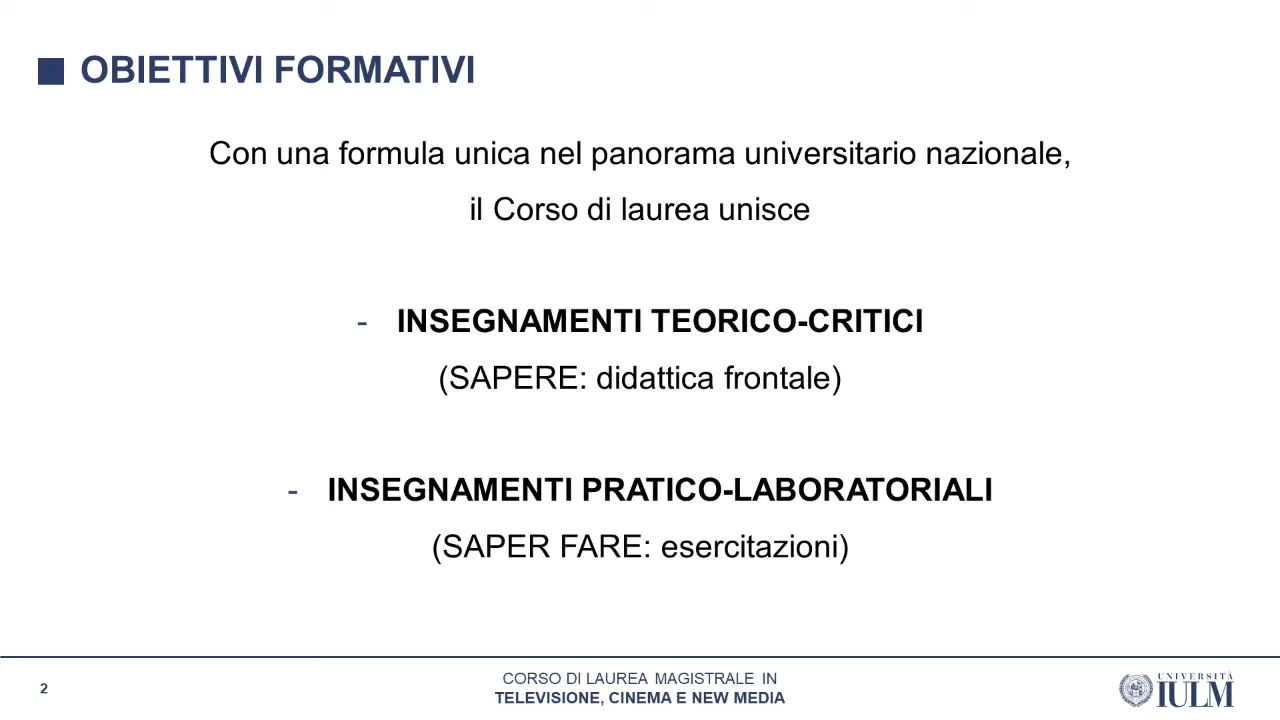 OBIETTIVI FORMATIVI
Con una formula unica nel panorama universitario nazionale,
il Corso di laurea unisce
- INSEGNAMENTI TEORICO-CRITICI
(SAPERE: didattica frontale)
- INSEGNAMENTI PRATICO-LABORATORIALI
(SAPER FARE: esercitazioni)
2
CORSO DI LAUREA MAGISTRALE IN
TELEVISIONE, CINEMA E NEW MEDIA
UNIVERSITÀ
IULM